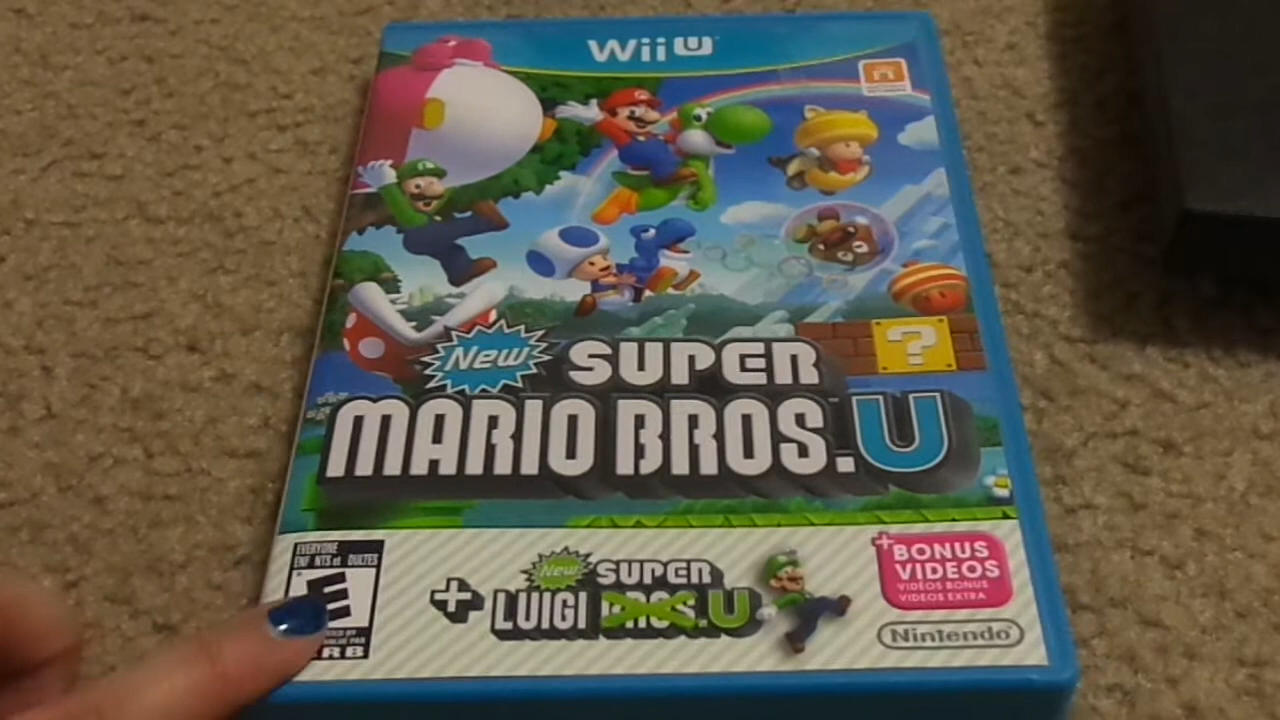 Wii U
New SUPER
MARIO BROS.U
?
EVERYONE
E
+ New SUPER
LUIGI BROS.U
+BONUS
VIDEOS
VIDÉOS BONUS
VIDEOS EXTRA
Nintendo